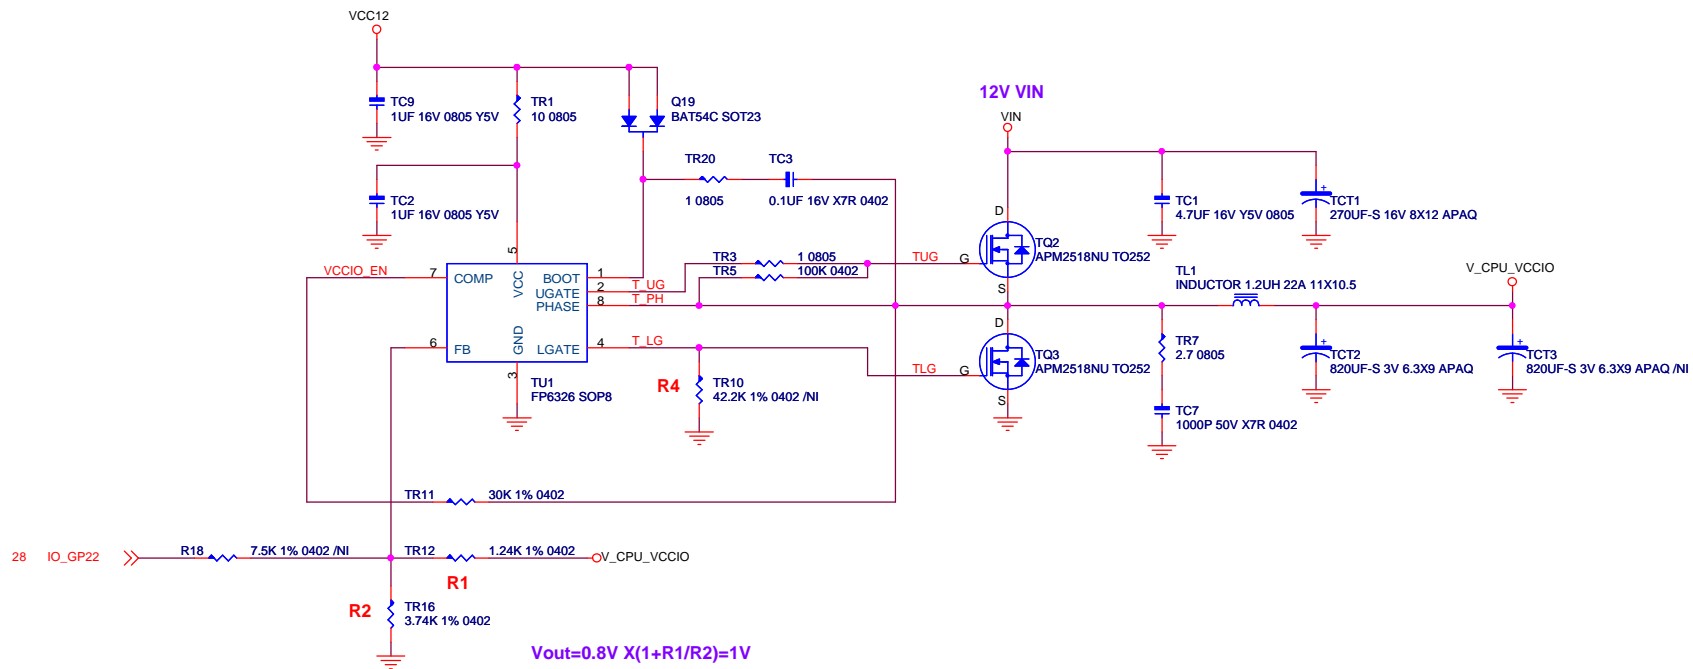 VCC12
TC9
1UF 16V 0805 Y5V
TR1
10 0805
Q19
BAT54C SOT23
12V VIN
VIN
TC2
1UF 16V 0805 Y5V
TR20
1 0805
TC3
0.1UF 16V X7R 0402
TC1
4.7UF 16V Y5V 0805
+
TCT1
270UF-S 16V 8X12 APAQ
D
TQ2
APM2518NU TO252
G
S
VCCIO_EN
7
COMP
5
VCC
BOOT
1
UGATE
2
PHASE
8
T_UG
T_PH
TR3
1 0805
TR5
100K 0402
TUG
TL1
INDUCTOR 1.2UH 22A 11X10.5
V_CPU_VCCIO
6
FB
GND
3
LGATE
4
T_LG
TU1
FP6326 SOP8
R4
TR10
42.2K 1% 0402 /NI
TLG
D
TQ3
APM2518NU TO252
G
S
TR7
2.7 0805
TC7
1000P 50V X7R 0402
+
TCT2
820UF-S 3V 6.3X9 APAQ
+
TCT3
820UF-S 3V 6.3X9 APAQ /NI
TR11
30K 1% 0402
28
IO_GP22
R18
7.5K 1% 0402 /NI
TR12
1.24K 1% 0402
V_CPU_VCCIO
R1
R2
TR16
3.74K 1% 0402
Vout=0.8V X(1+R1/R2)=1V